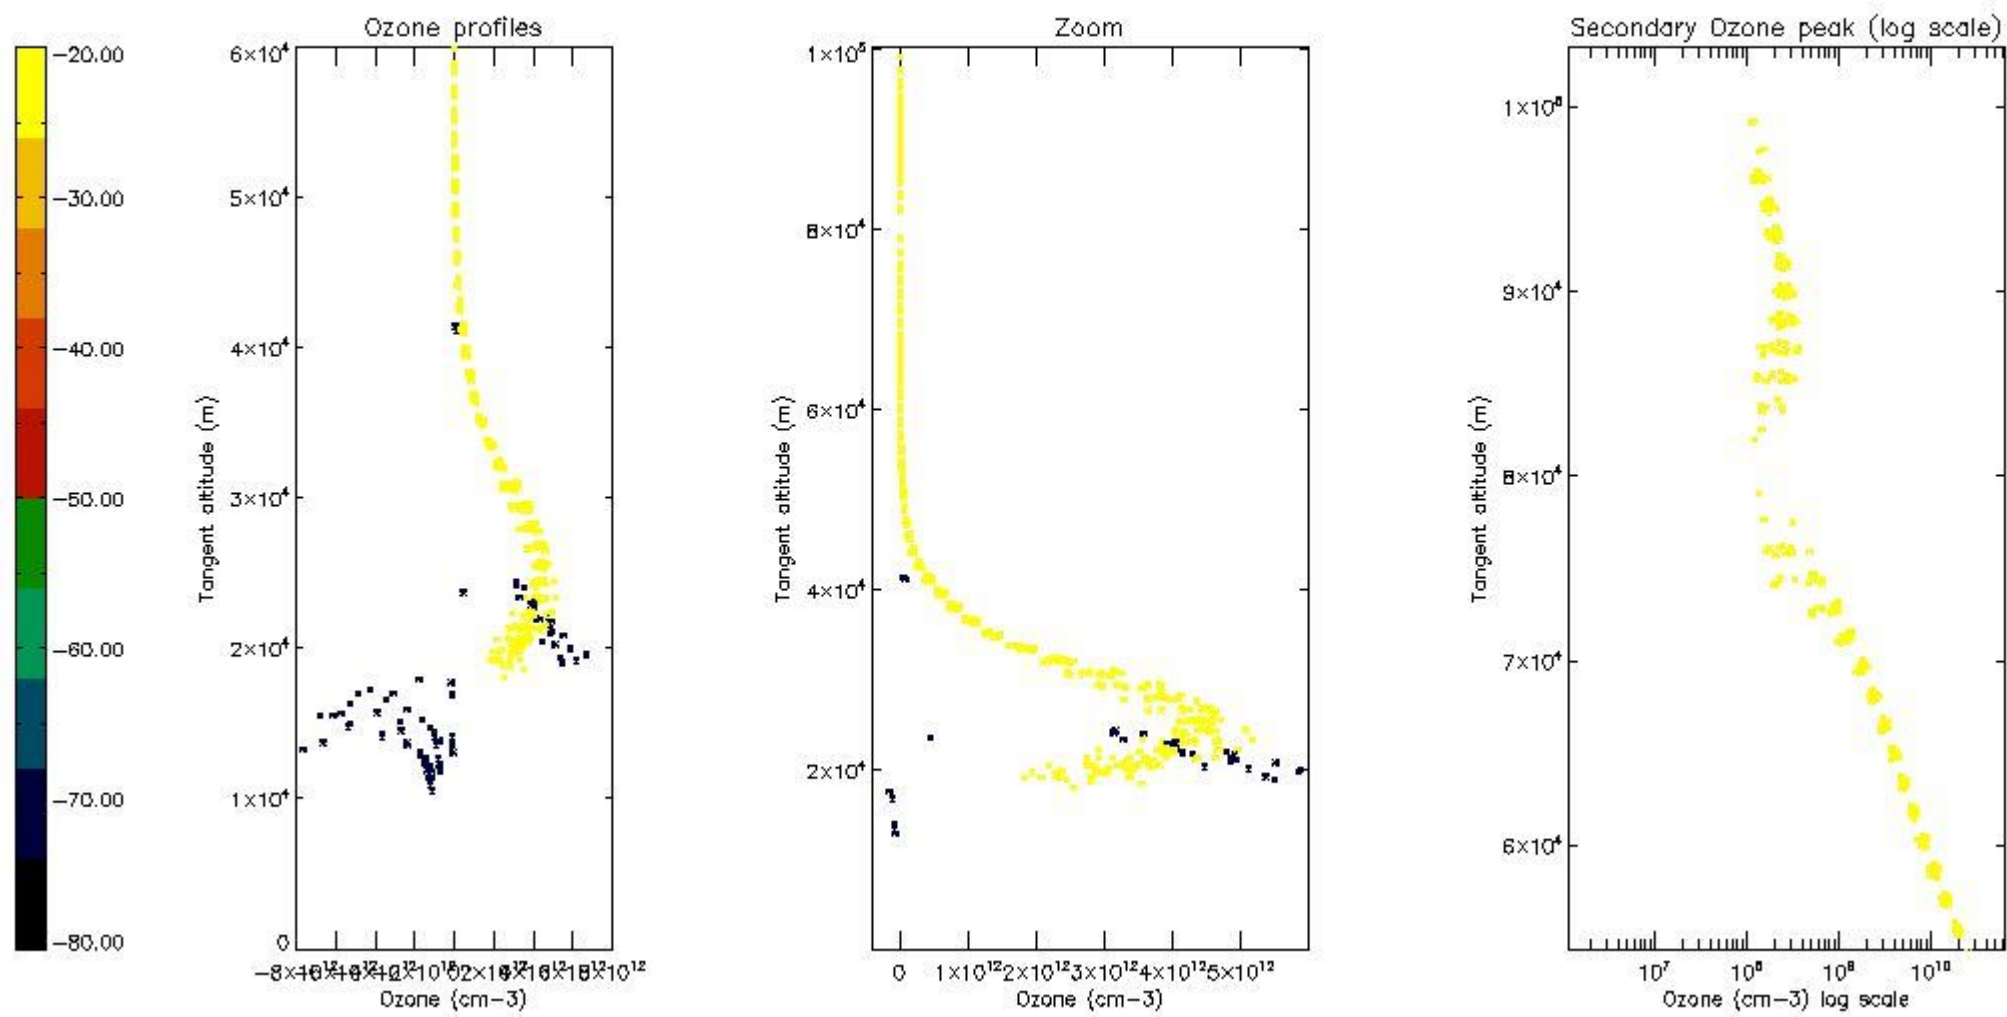 Ozone profiles
Zoom
Secondary Ozone peak (log scale)
−20.00
−30.00
−40.00
−50.00
−60.00
−70.00
−80.00
6×10⁴
5×10⁴
4×10⁴
3×10⁴
2×10⁴
1×10⁴
0
Tangent altitude (m)
Ozone (cm−3)
1×10⁵
8×10⁴
6×10⁴
4×10⁴
2×10⁴
Tangent altitude (m)
0 1×10¹² 2×10¹² 3×10¹² 4×10¹² 5×10¹²
Ozone (cm−3)
1×10⁵
9×10⁴
8×10⁴
7×10⁴
6×10⁴
Tangent altitude (m)
10⁷ 10⁸ 10⁹ 10¹⁰
Ozone (cm−3) log scale